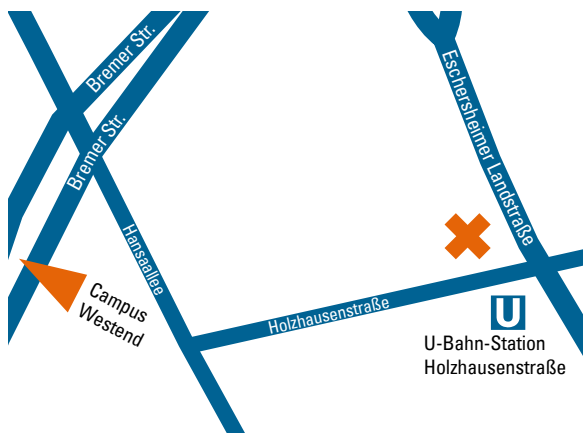 Bremer Str.
Bremer Str.
Eschersheimer Landstraße
Hansaallee
Campus
Westend
Holzhausenstraße
U
U-Bahn-Station
Holzhausenstraße